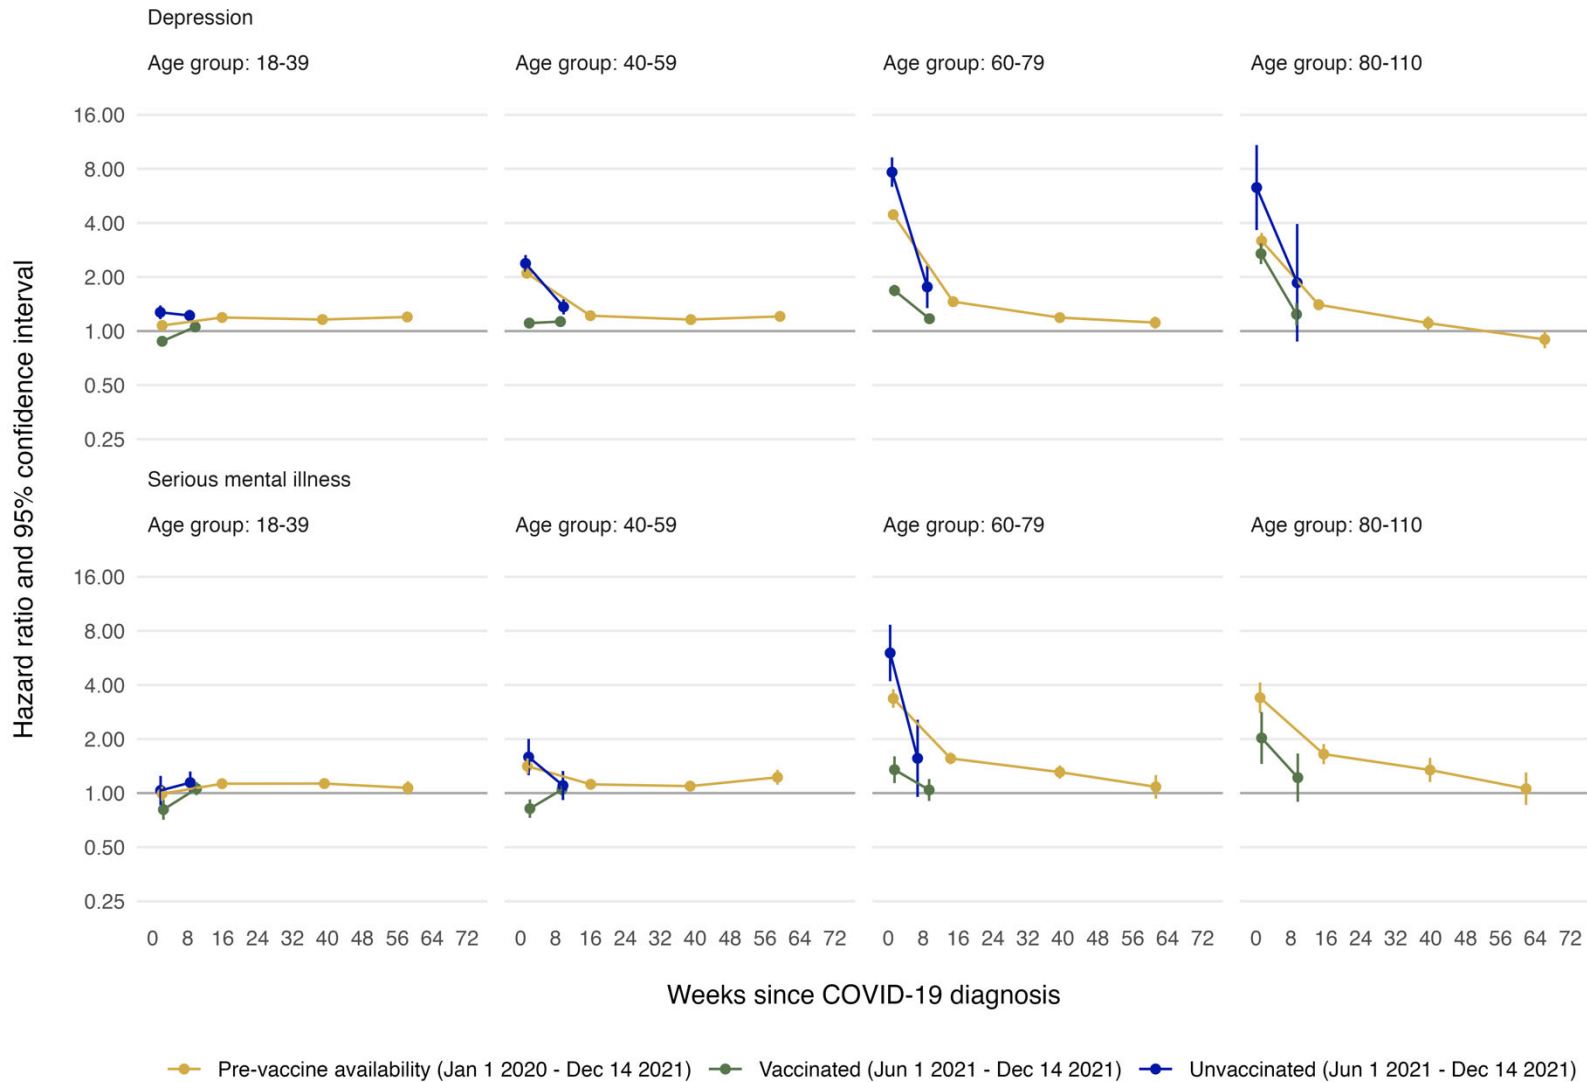 Depression
Age group: 18-39 Age group: 40-59 Age group: 60-79 Age group: 80-110
16.00
8.00
4.00
2.00
1.00
0.50
0.25
Hazard ratio and 95% confidence interval
Serious mental illness
Age group: 18-39 Age group: 40-59 Age group: 60-79 Age group: 80-110
16.00
8.00
4.00
2.00
1.00
0.50
0.25
0 8 16 24 32 40 48 56 64 72 0 8 16 24 32 40 48 56 64 72 0 8 16 24 32 40 48 56 64 72 0 8 16 24 32 40 48 56 64 72
Weeks since COVID-19 diagnosis
Pre-vaccine availability (Jan 1 2020 - Dec 14 2021) Vaccinated (Jun 1 2021 - Dec 14 2021) Unvaccinated (Jun 1 2021 - Dec 14 2021)